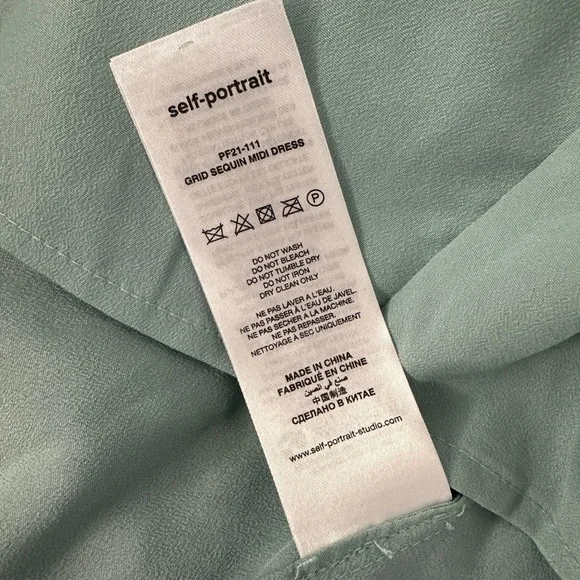 self-portrait
PF21-111
GRID SEQUIN MIDI DRESS
P
DO NOT WASH
DO NOT BLEACH
DO NOT TUMBLE DRY
DO NOT IRON
DRY CLEAN ONLY
NE PAS LAVER A L'EAU.
NE PAS PASSER À L'EAU DE JAVEL.
NE PAS SECHER A LA MACHINE.
NE PAS REPASSER.
NETTOYAGE À SEC UNIQUEMENT
MADE IN CHINA
FABRIQUÉ EN CHINE
صنع في الصين
中国制造
СДЕЛАНО В КИТАЕ
www.self-portrait-studio.com